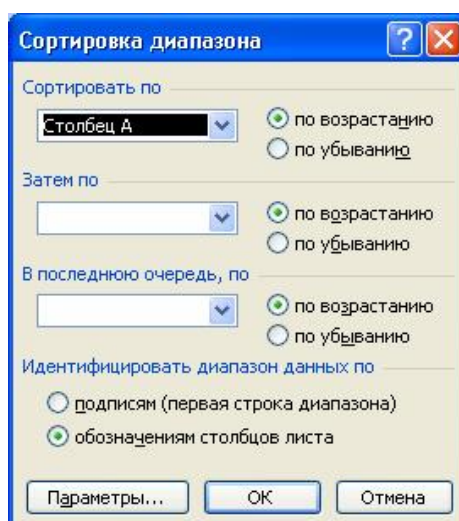 Сортировка диапазона
Сортировать по
Столбец А
по возрастанию
по убыванию
Затем по
по возрастанию
по убыванию
В последнюю очередь, по
по возрастанию
по убыванию
Идентифицировать диапазон данных по
подписям (первая строка диапазона)
обозначениям столбцов листа
Параметры... ОК Отмена